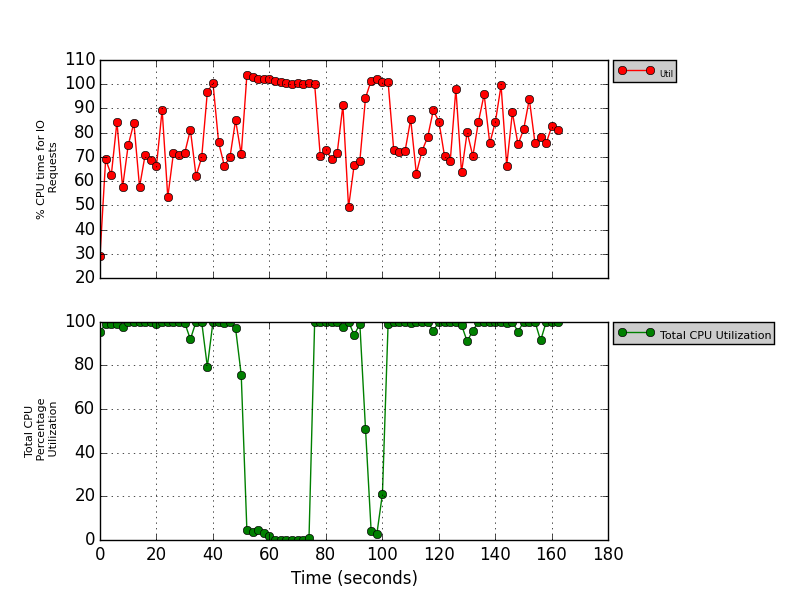 110
100
90
80
70
60
50
40
30
20
% CPU time for IO
Requests
Util
100
80
60
40
20
0
Total CPU
Percentage
Utilization
Total CPU Utilization
0 20 40 60 80 100 120 140 160 180
Time (seconds)